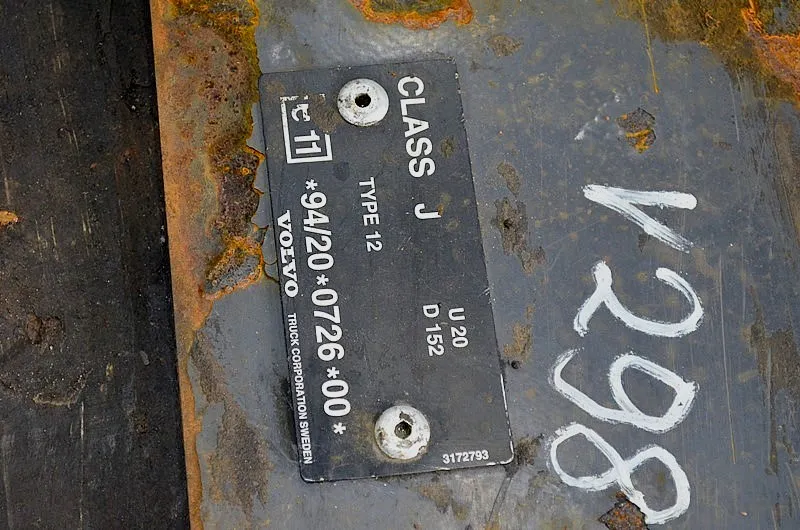 V298
CLASS J
U 20
D 152
TYPE 12
e 11
*94/20*0726*00*
VOLVO TRUCK CORPORATION SWEDEN
3172793